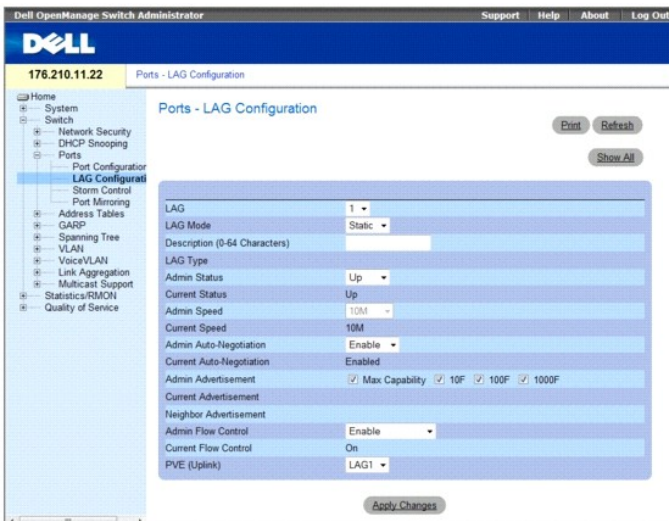 Dell OpenManage Switch Administrator
Support Help About Log Out
DELL
176.210.11.22
Ports - LAG Configuration
Home
System
Switch
Network Security
DHCP Snooping
Ports
Port Configuration
LAG Configurati
Storm Control
Port Mirroring
Address Tables
GARP
Spanning Tree
VLAN
VoiceVLAN
Link Aggregation
Multicast Support
Statistics/RMON
Quality of Service
Ports - LAG Configuration
Print Refresh
Show All
LAG 1
LAG Mode Static
Description (0-64 Characters)
LAG Type
Admin Status Up
Current Status Up
Admin Speed 10M
Current Speed 10M
Admin Auto-Negotiation Enable
Current Auto-Negotiation Enabled
Admin Advertisement Max Capability 10F 100F 1000F
Current Advertisement
Neighbor Advertisement
Admin Flow Control Enable
Current Flow Control On
PVE (Uplink) LAG1
Apply Changes